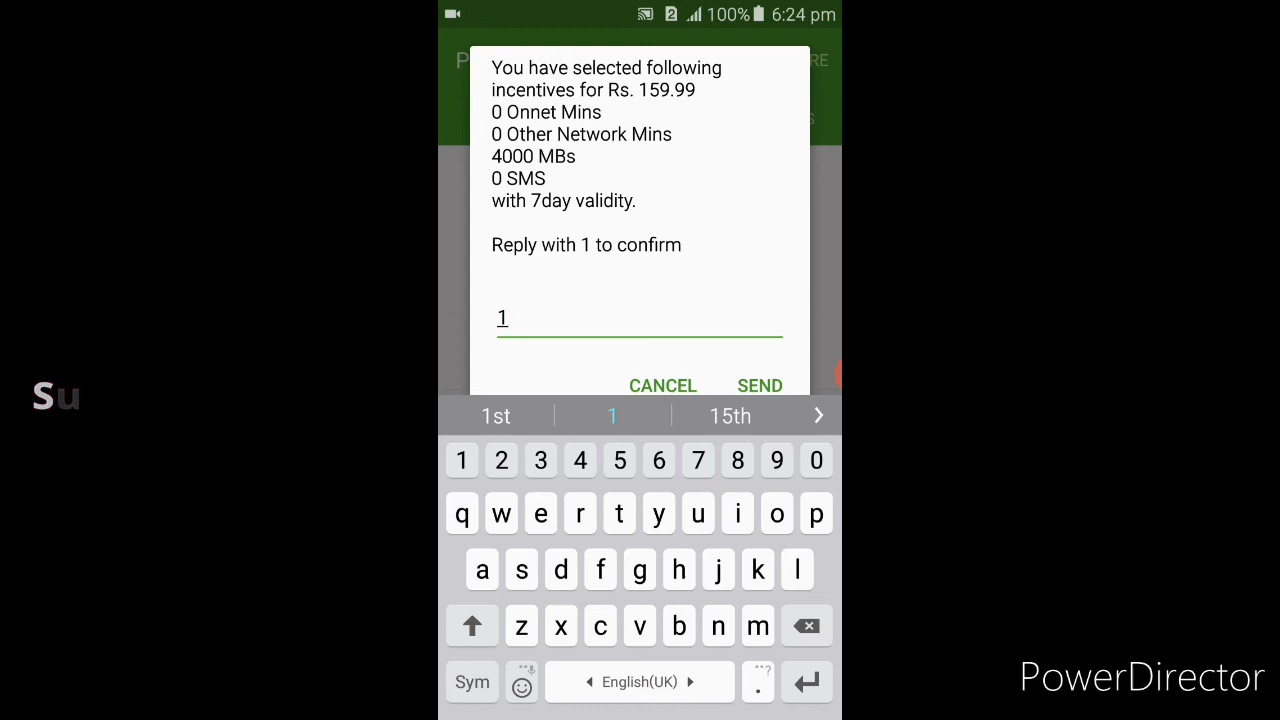 2 100% 6:24 pm
P
RE
S
You have selected following
incentives for Rs. 159.99
0 Onnet Mins
0 Other Network Mins
4000 MBs
0 SMS
with 7day validity.
Reply with 1 to confirm
1
CANCEL SEND
Su
1st 1 15th
1 2 3 4 5 6 7 8 9 0
q w e r t y u i o p
a s d f g h j k l
z x c v b n m
Sym English(UK) . ?
PowerDirector